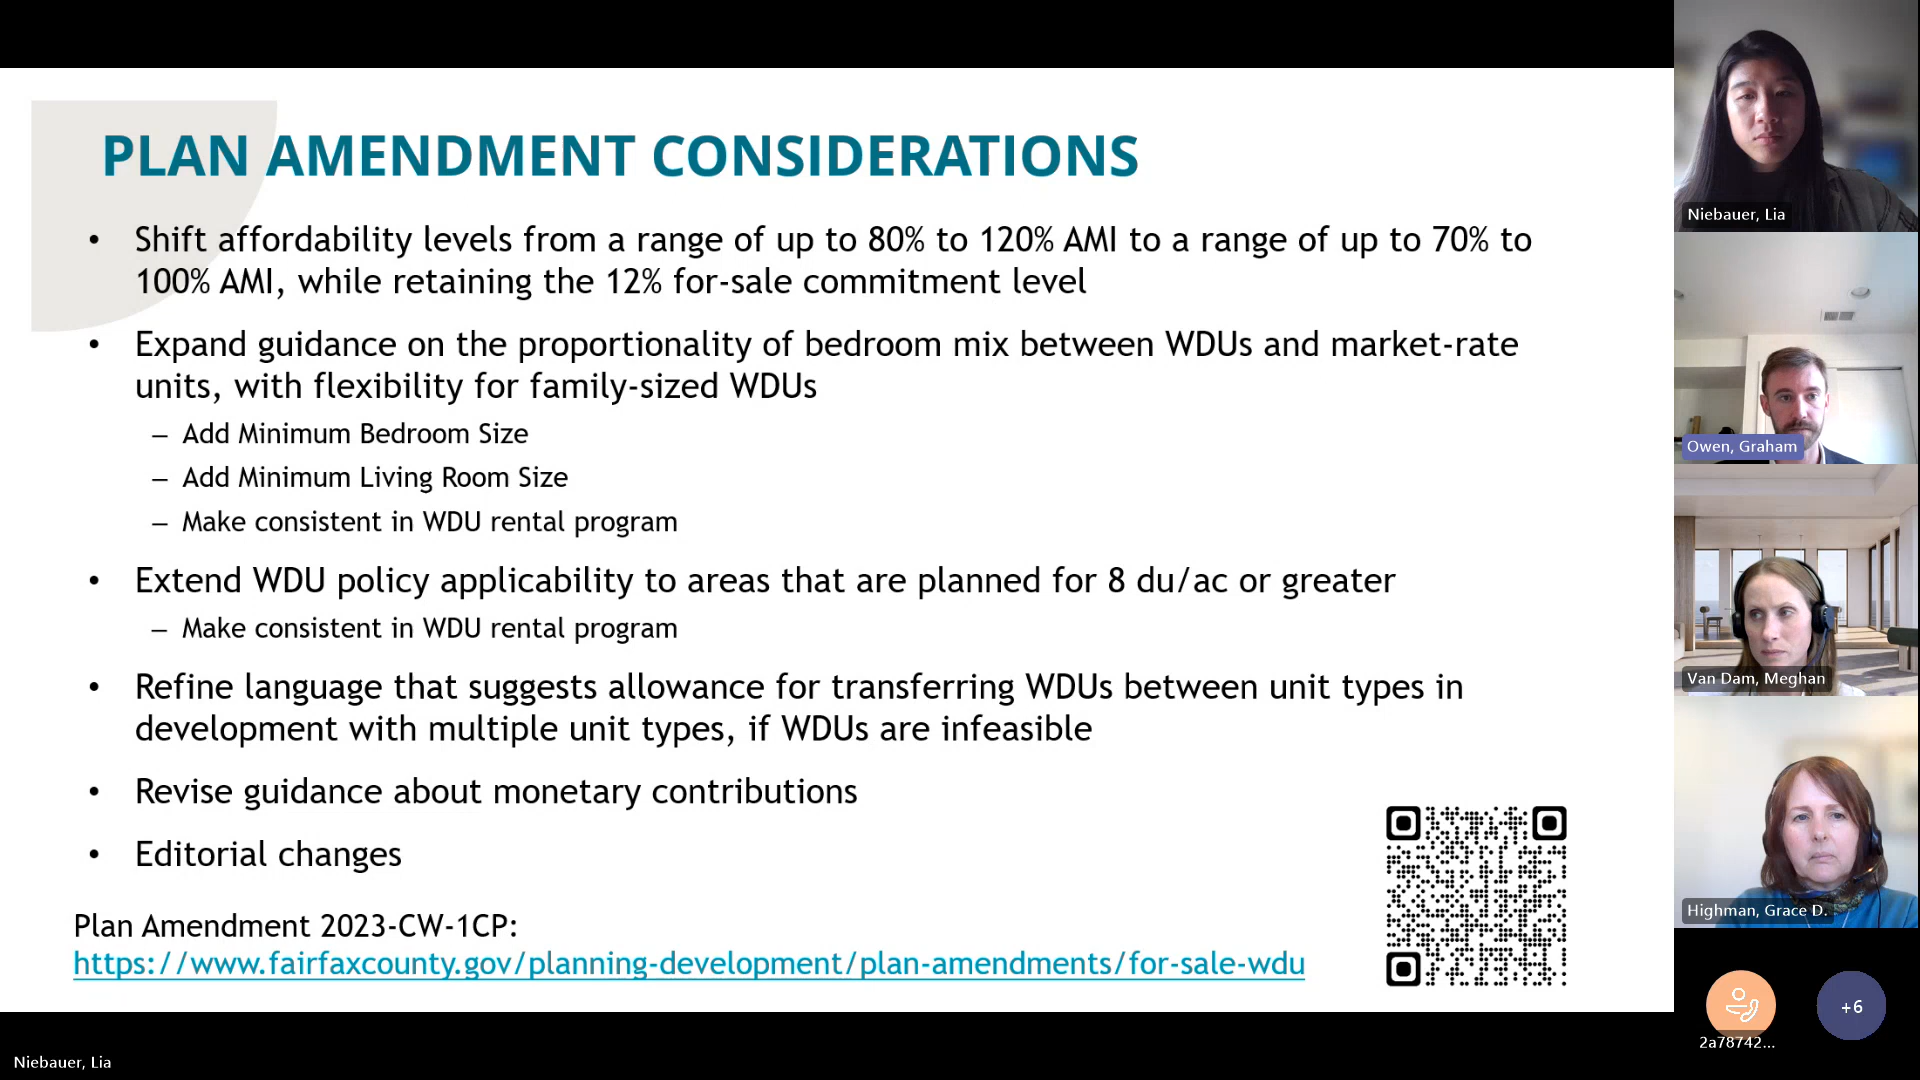 PLAN AMENDMENT CONSIDERATIONS
• Shift affordability levels from a range of up to 80% to 120% AMI to a range of up to 70% to
100% AMI, while retaining the 12% for-sale commitment level
• Expand guidance on the proportionality of bedroom mix between WDUs and market-rate
units, with flexibility for family-sized WDUs
– Add Minimum Bedroom Size
– Add Minimum Living Room Size
– Make consistent in WDU rental program
• Extend WDU policy applicability to areas that are planned for 8 du/ac or greater
– Make consistent in WDU rental program
• Refine language that suggests allowance for transferring WDUs between unit types in
development with multiple unit types, if WDUs are infeasible
• Revise guidance about monetary contributions
• Editorial changes
Plan Amendment 2023-CW-1CP:
https://www.fairfaxcounty.gov/planning-development/plan-amendments/for-sale-wdu
Niebauer, Lia
Owen, Graham
Van Dam, Meghan
Highman, Grace D.
2a78742...
+6
Niebauer, Lia